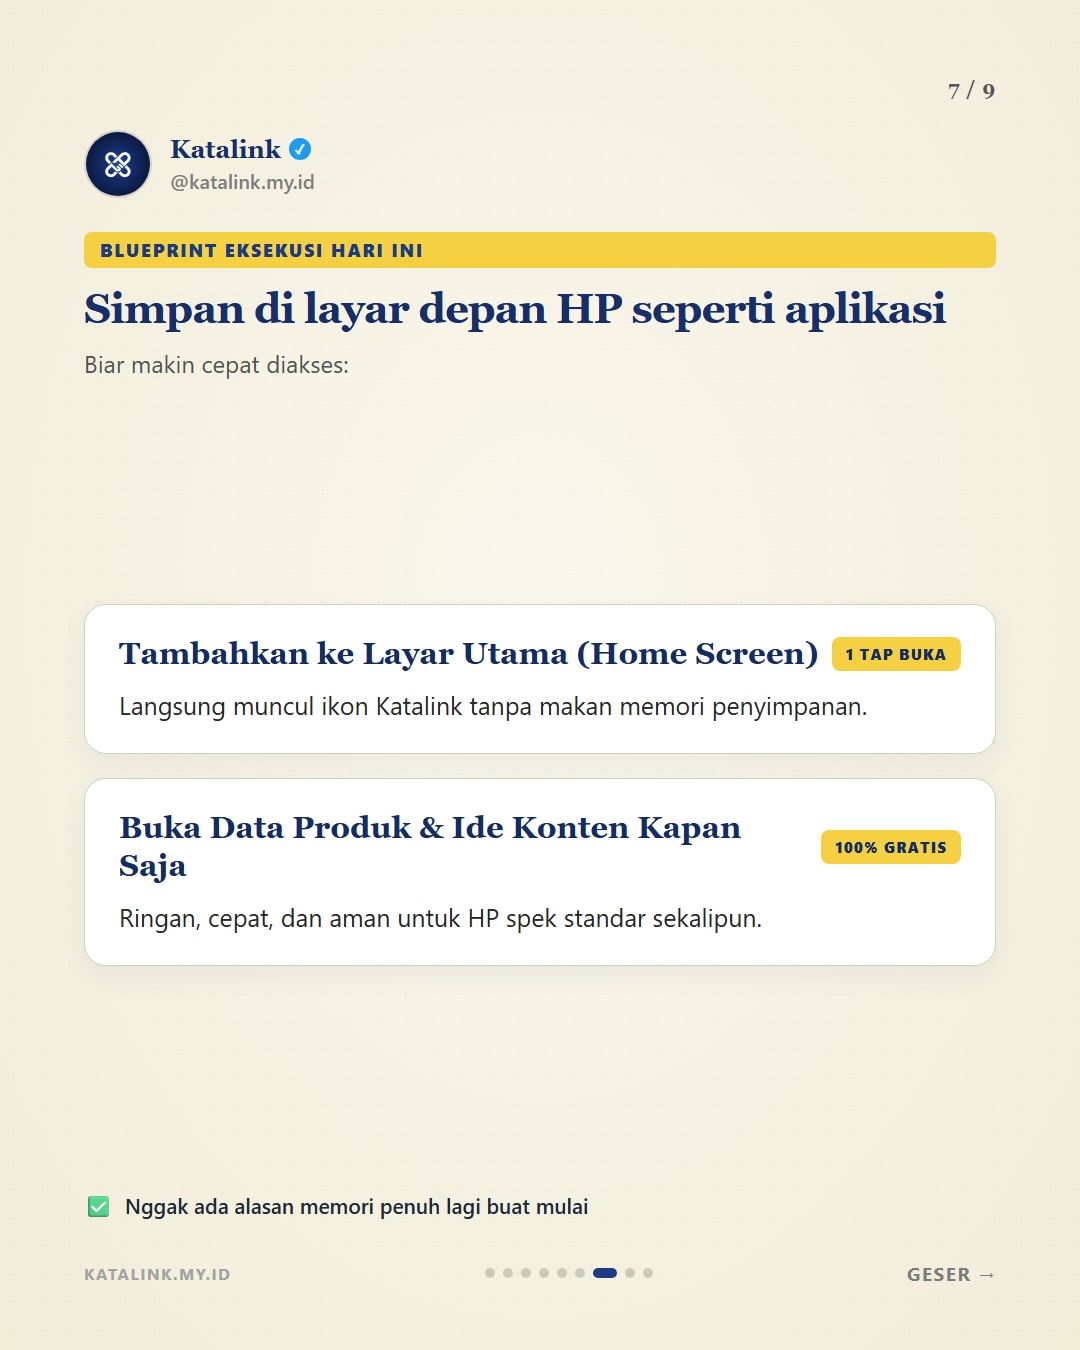 7 / 9
Katalink
@katalink.my.id
BLUEPRINT EKSEKUSI HARI INI
Simpan di layar depan HP seperti aplikasi
Biar makin cepat diakses:
Tambahkan ke Layar Utama (Home Screen)
1 TAP BUKA
Langsung muncul ikon Katalink tanpa makan memori penyimpanan.
Buka Data Produk & Ide Konten Kapan
Saja
100% GRATIS
Ringan, cepat, dan aman untuk HP spek standar sekalipun.
✅ Nggak ada alasan memori penuh lagi buat mulai
KATALINK.MY.ID
GESER →